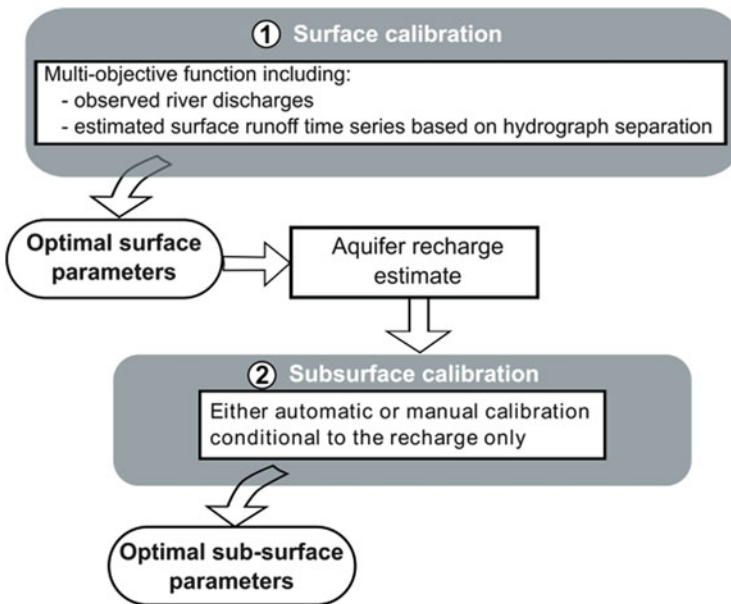 1 Surface calibration
Multi-objective function including:
- observed river discharges
- estimated surface runoff time series based on hydrograph separation
Optimal surface
parameters
Aquifer recharge
estimate
2 Subsurface calibration
Either automatic or manual calibration
conditional to the recharge only
Optimal sub-surface
parameters